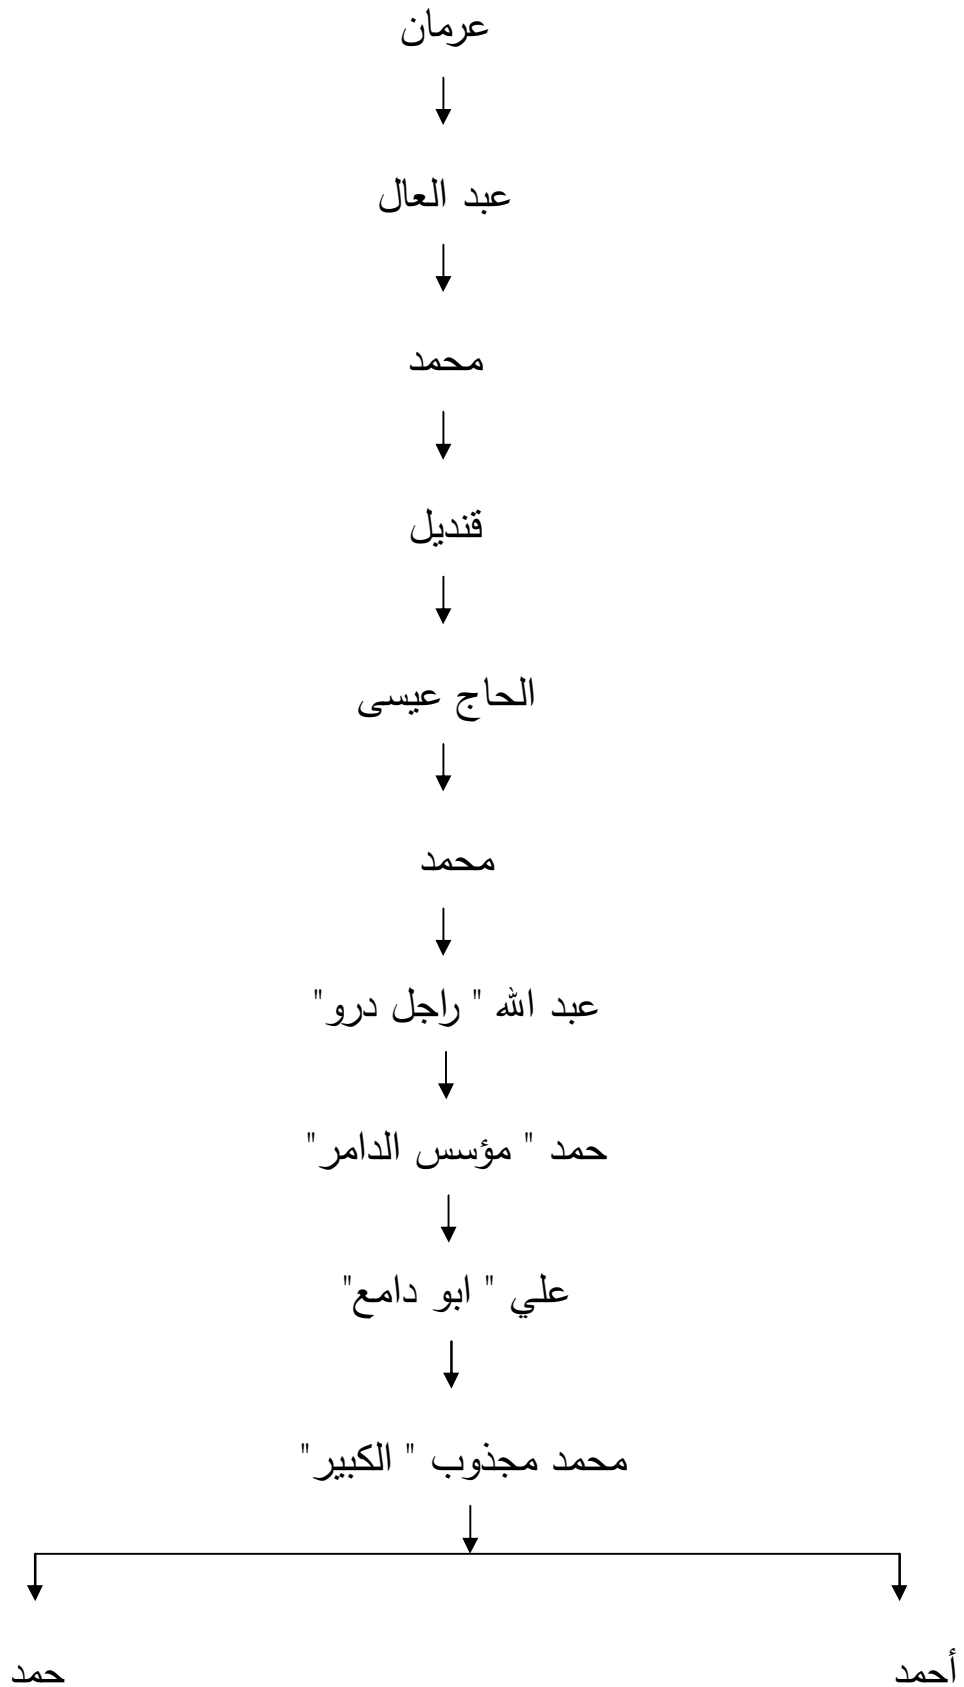 عرمان
عبد العال
محمد
قنديل
الحاج عيسى
محمد
عبد الله " راجل درو"
حمد " مؤسس الدامر"
علي " ابو دامع"
محمد مجذوب " الكبير"
أحمد
حمد